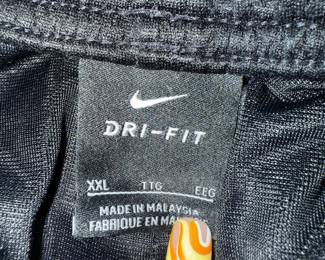 DRI-FIT
XXL TTG EEG
MADE IN MALAYSIA
FABRIQUE EN